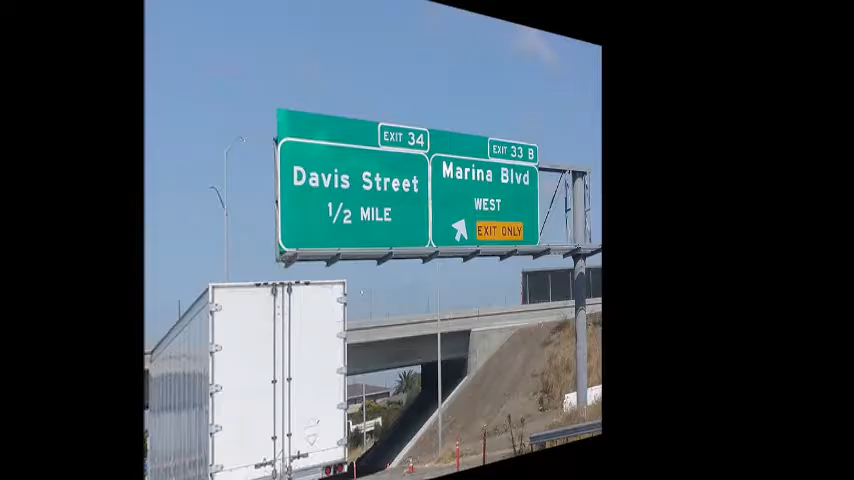 EXIT 34
Davis Street
1/2 MILE
EXIT 33 B
Marina Blvd
WEST
EXIT ONLY